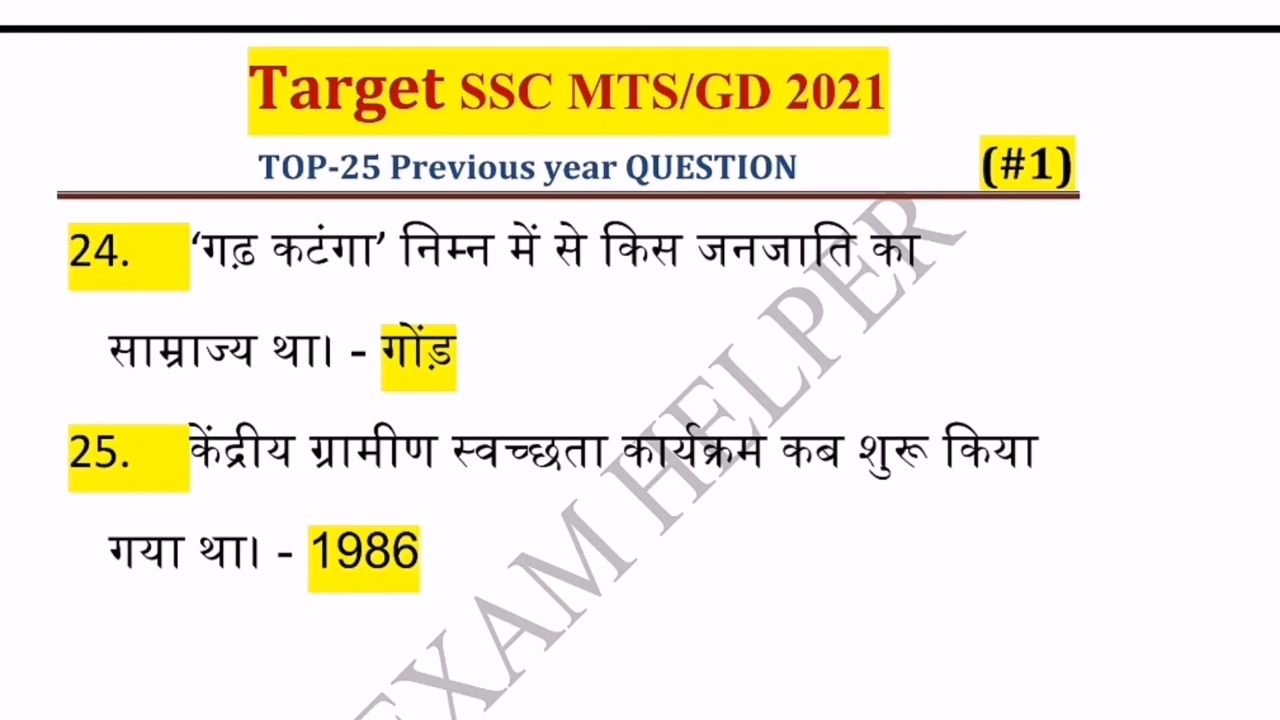 Target SSC MTS/GD 2021
TOP-25 Previous year QUESTION (#1)
24. ‘गढ़ कटंगा’ निम्न में से किस जनजाति का
साम्राज्य था। - गोंड़
25. केंद्रीय ग्रामीण स्वच्छता कार्यक्रम कब शुरू किया
गया था। - 1986
EXAM HELPER